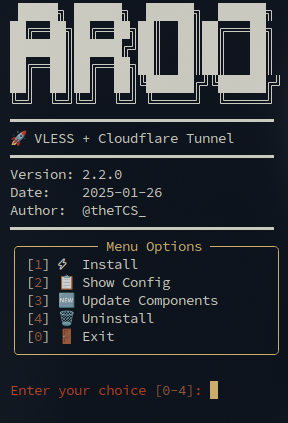 ARGO
🚀 VLESS + Cloudflare Tunnel
Version: 2.2.0
Date: 2025-01-26
Author: @theTCS_
Menu Options
[1] ⚡ Install
[2] 📋 Show Config
[3] 🆕 Update Components
[4] 🗑️ Uninstall
[0] 🚪 Exit
Enter your choice [0-4]: